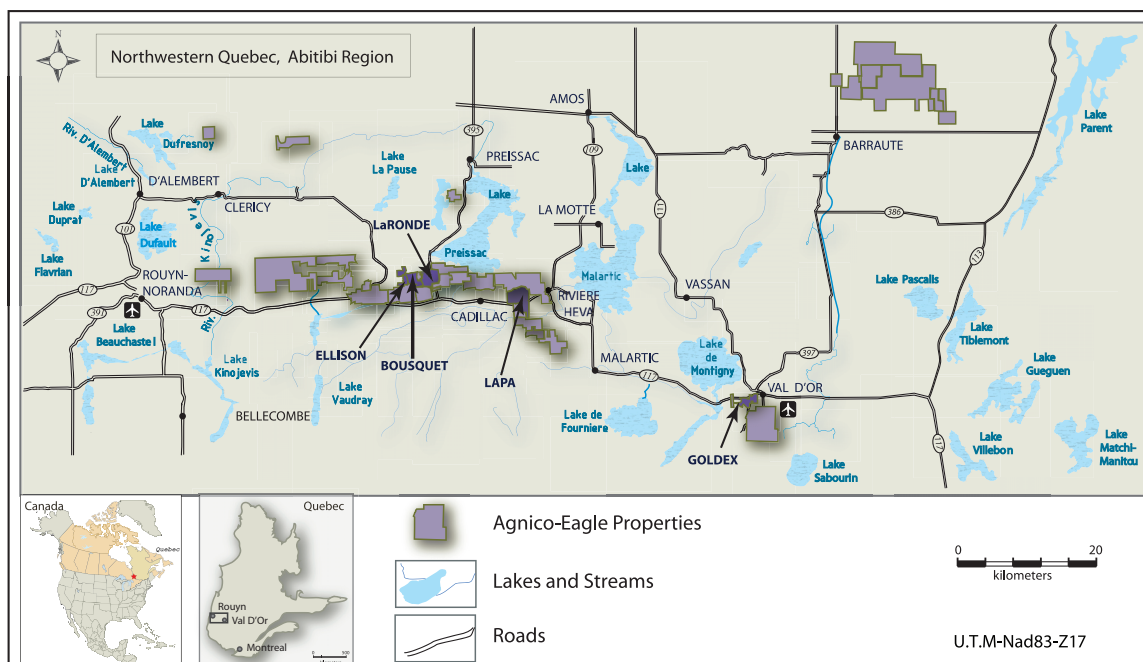 N
Northwestern Quebec, Abitibi Region
AMOS
Lake
Parent
Riv. D'Alembert
Lake
Dufresnoy
395
109
BARRAUTE
PREISSAC
Lake
D'Alembert
D'ALEMBERT
Lake
La Pause
Lake
CLERICY
Lake
Lake
Duprat
LA MOTTE
111
386
101
Lake
Dufault
Kinojevis
LaRONDE
Lake
Flavrian
Preissac
113
Malartic
Lake
Pascalis
ROUYN-
NORANDA
117
RIVIERE
HEVA
VASSAN
391
117
Riv.
CADILLAC
Lake
Beauchastel
Lake
Tiblemont
ELLISON
BOUSQUET
Lake
de
Montigny
397
Lake
Kinojevis
MALARTIC
Lake
Gueguen
LAPA
117
VAL D'OR
Lake
Vaudray
BELLECOMBE
Lake de
Fourniere
117
Lake
Villebon
Lake
Matchi-
Manitou
GOLDEX
Lake
Sabourin
Canada
Quebec
Quebec
Rouyn
Val D'Or
Montreal
0
300
Agnico-Eagle Properties
Lakes and Streams
Roads
0
20
kilometers
U.T.M-Nad83-Z17